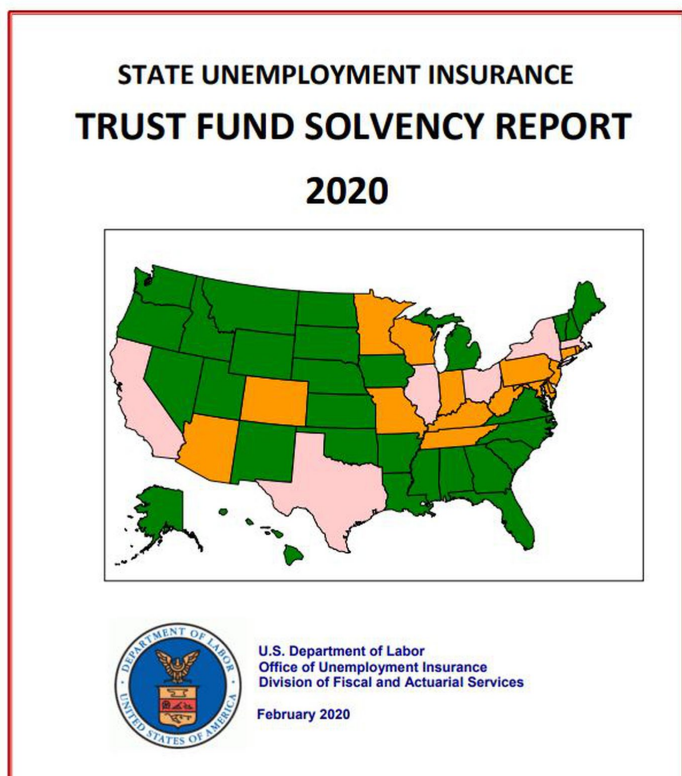 STATE UNEMPLOYMENT INSURANCE
TRUST FUND SOLVENCY REPORT
2020
DEPARTMENT OF LABOR
UNITED STATES OF AMERICA
U.S. Department of Labor
Office of Unemployment Insurance
Division of Fiscal and Actuarial Services
February 2020